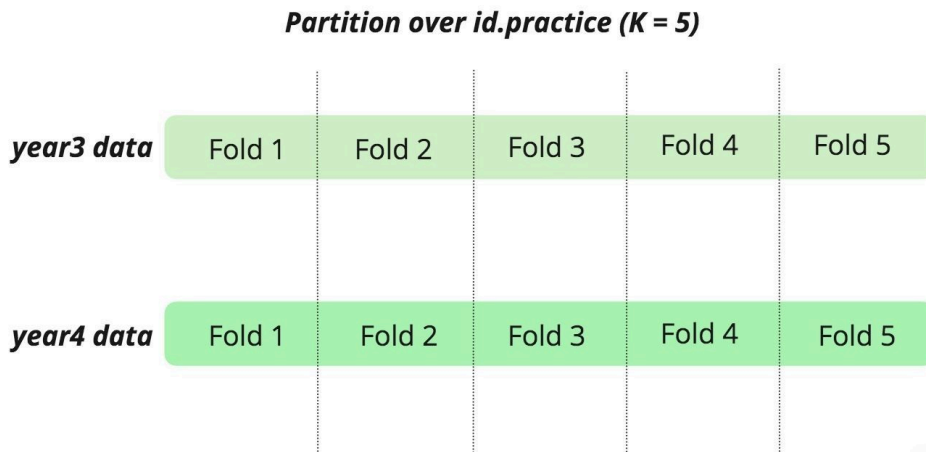 Partition over id.practice (K = 5)
year3 data Fold 1 Fold 2 Fold 3 Fold 4 Fold 5
year4 data Fold 1 Fold 2 Fold 3 Fold 4 Fold 5